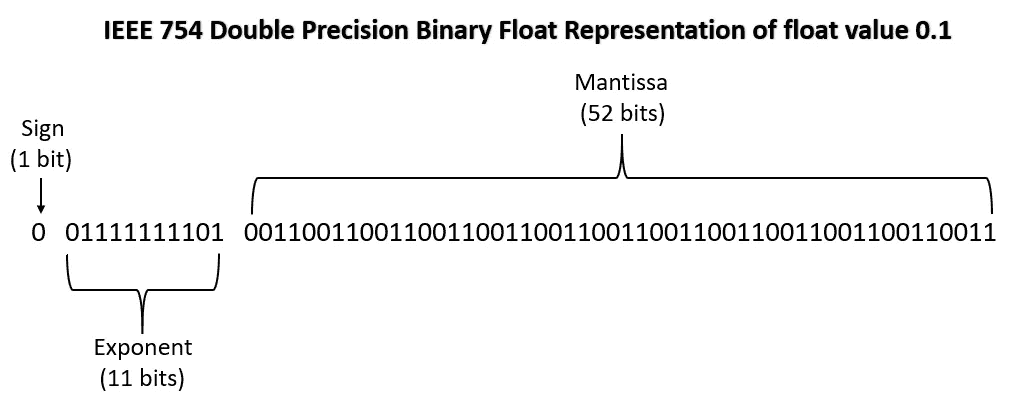 IEEE 754 Double Precision Binary Float Representation of float value 0.1
Mantissa
(52 bits)
Sign
(1 bit)
0 01111111101 0011001100110011001100110011001100110011001100110011
Exponent
(11 bits)